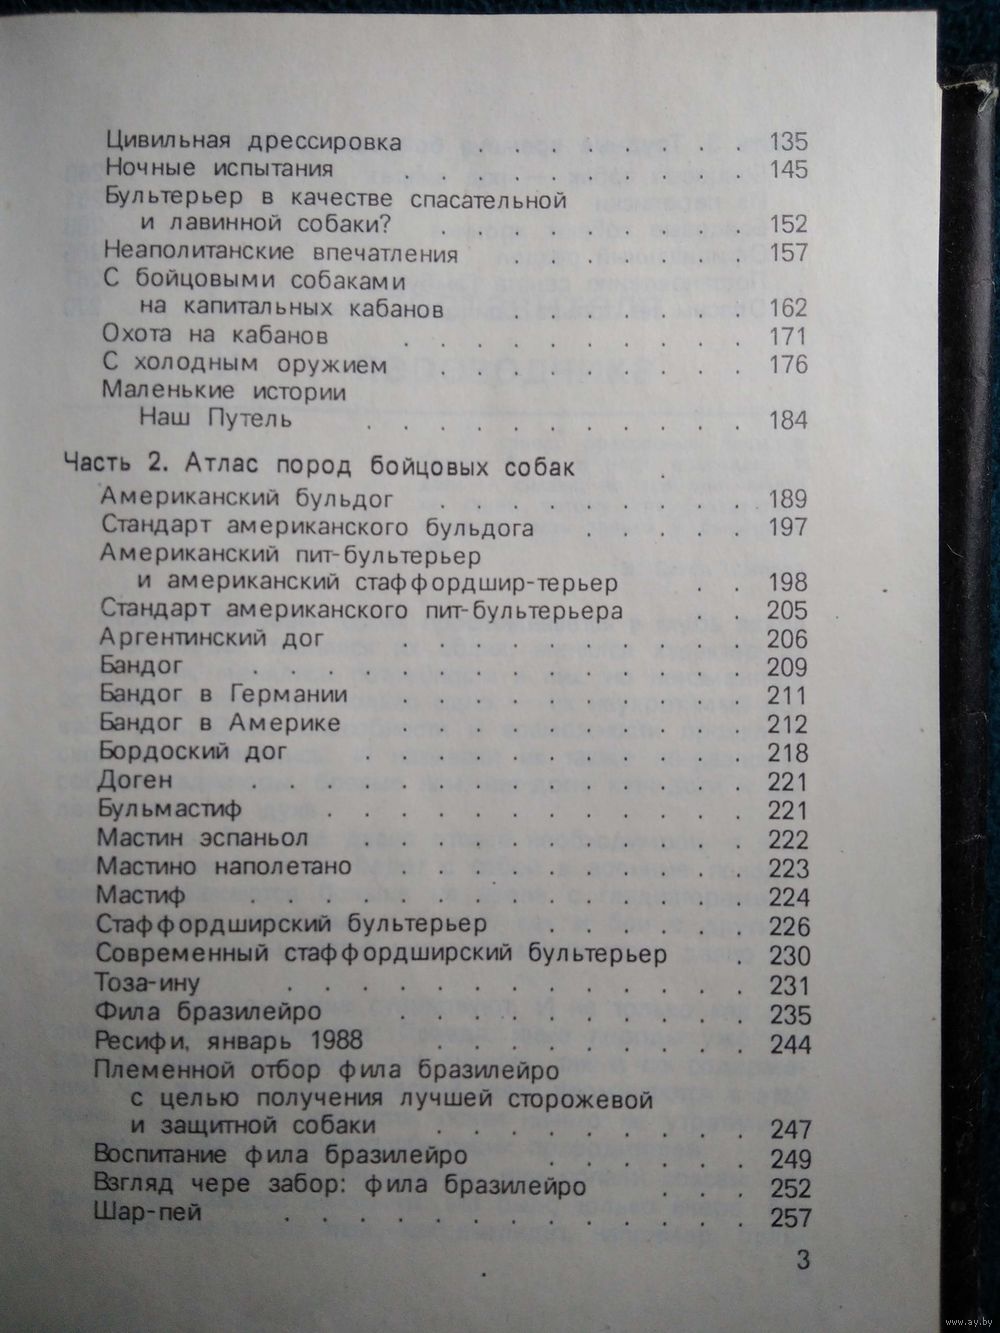 Цивильная дрессировка . . . . . . . . . 135
Ночные испытания . . . . . . . . . . . 145
Бультерьер в качестве спасательной
и лавинной собаки? . . . . . . . . . 152
Неаполитанские впечатления . . . . . . 157
С бойцовыми собаками
на капитальных кабанов . . . . . . . 162
Охота на кабанов . . . . . . . . . . . 171
С холодным оружием . . . . . . . . . 176
Маленькие истории
Наш Путель . . . . . . . . . . . . 184
Часть 2. Атлас пород бойцовых собак
Американский бульдог . . . . . . . . 189
Стандарт американского бульдога . . . . . 197
Американский пит-бультерьер
и американский стаффордшир-терьер . . 198
Стандарт американского пит-бультерьера . . 205
Аргентинский дог . . . . . . . . . . . 206
Бандог . . . . . . . . . . . . . . . 209
Бандог в Германии . . . . . . . . . . 211
Бандог в Америке . . . . . . . . . . 212
Бордоский дог . . . . . . . . . . . . 218
Доген . . . . . . . . . . . . . . . 221
Бульмастиф . . . . . . . . . . . . . 221
Мастин эспаньол . . . . . . . . . . . 222
Мастино наполетано . . . . . . . . . . 223
Мастиф . . . . . . . . . . . . . . 224
Стаффордширский бультерьер . . . . . . 226
Современный стаффордширский бультерьер . 230
Тоза-ину . . . . . . . . . . . . . . 231
Фила бразилейро . . . . . . . . . . . 235
Ресифи, январь 1988 . . . . . . . . . 244
Племенной отбор фила бразилейро
с целью получения лучшей сторожевой
и защитной собаки . . . . . . . . . 247
Воспитание фила бразилейро . . . . . . 249
Взгляд чере забор: фила бразилейро . . . 252
Шар-пей . . . . . . . . . . . . . . 257
3
www.ay.by